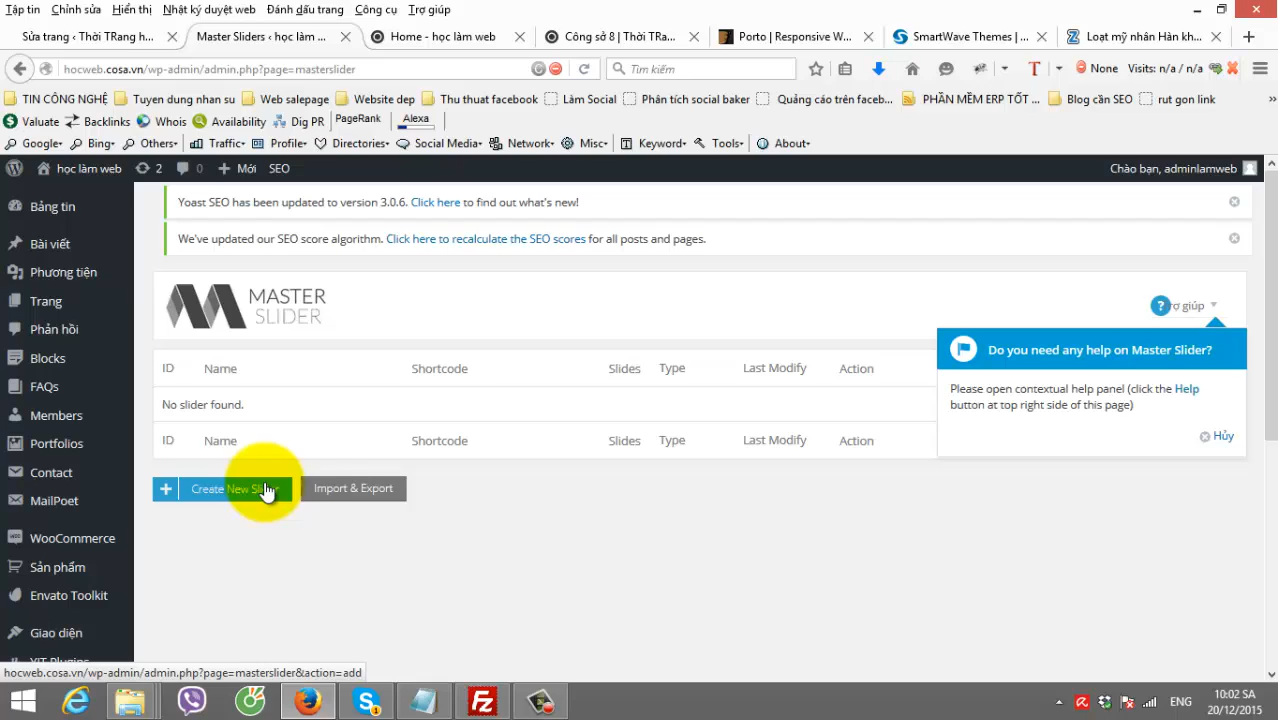 Tập tin Chỉnh sửa Hiển thị Nhật ký duyệt web Đánh dấu trang Công cụ Trợ giúp
Sửa trang ‹ Thời TRang h... Master Sliders ‹ học làm ... Home - học làm web Công sở 8 | Thời TRa... Porto | Responsive W... SmartWave Themes | ... Loạt mỹ nhân Hàn kh...
hocweb.cosa.vn/wp-admin/admin.php?page=masterslider Tìm kiếm None Visits: n/a / n/a
TIN CÔNG NGHỆ Tuyen dung nhan su Web salepage Website dep Thu thuat facebook Làm Social Phân tích social baker Quảng cáo trên faceb... PHẦN MỀM ERP TỐT ... Blog cần SEO rut gon link
Valuate Backlinks Whois Availability Dig PR PageRank Alexa
Google Bing Others Traffic Profile Directories Social Media Network Misc Keyword Tools About
học làm web 2 0 Mới SEO Chào bạn, adminlamweb
Bảng tin
Bài viết
Phương tiện
Trang
Phản hồi
Blocks
FAQs
Members
Portfolios
Contact
MailPoet
WooCommerce
Sản phẩm
Envato Toolkit
Giao diện
YIT Plugins
Yoast SEO has been updated to version 3.0.6. Click here to find out what's new!
We've updated our SEO score algorithm. Click here to recalculate the SEO scores for all posts and pages.
MASTER
SLIDER
? rợ giúp
Do you need any help on Master Slider?
Please open contextual help panel (click the Help
button at top right side of this page)
Hủy
ID Name Shortcode Slides Type Last Modify Action
No slider found.
ID Name Shortcode Slides Type Last Modify Action
Create New Slider Import & Export
hocweb.cosa.vn/wp-admin/admin.php?page=masterslider&action=add
ENG
10:02 SA
20/12/2015